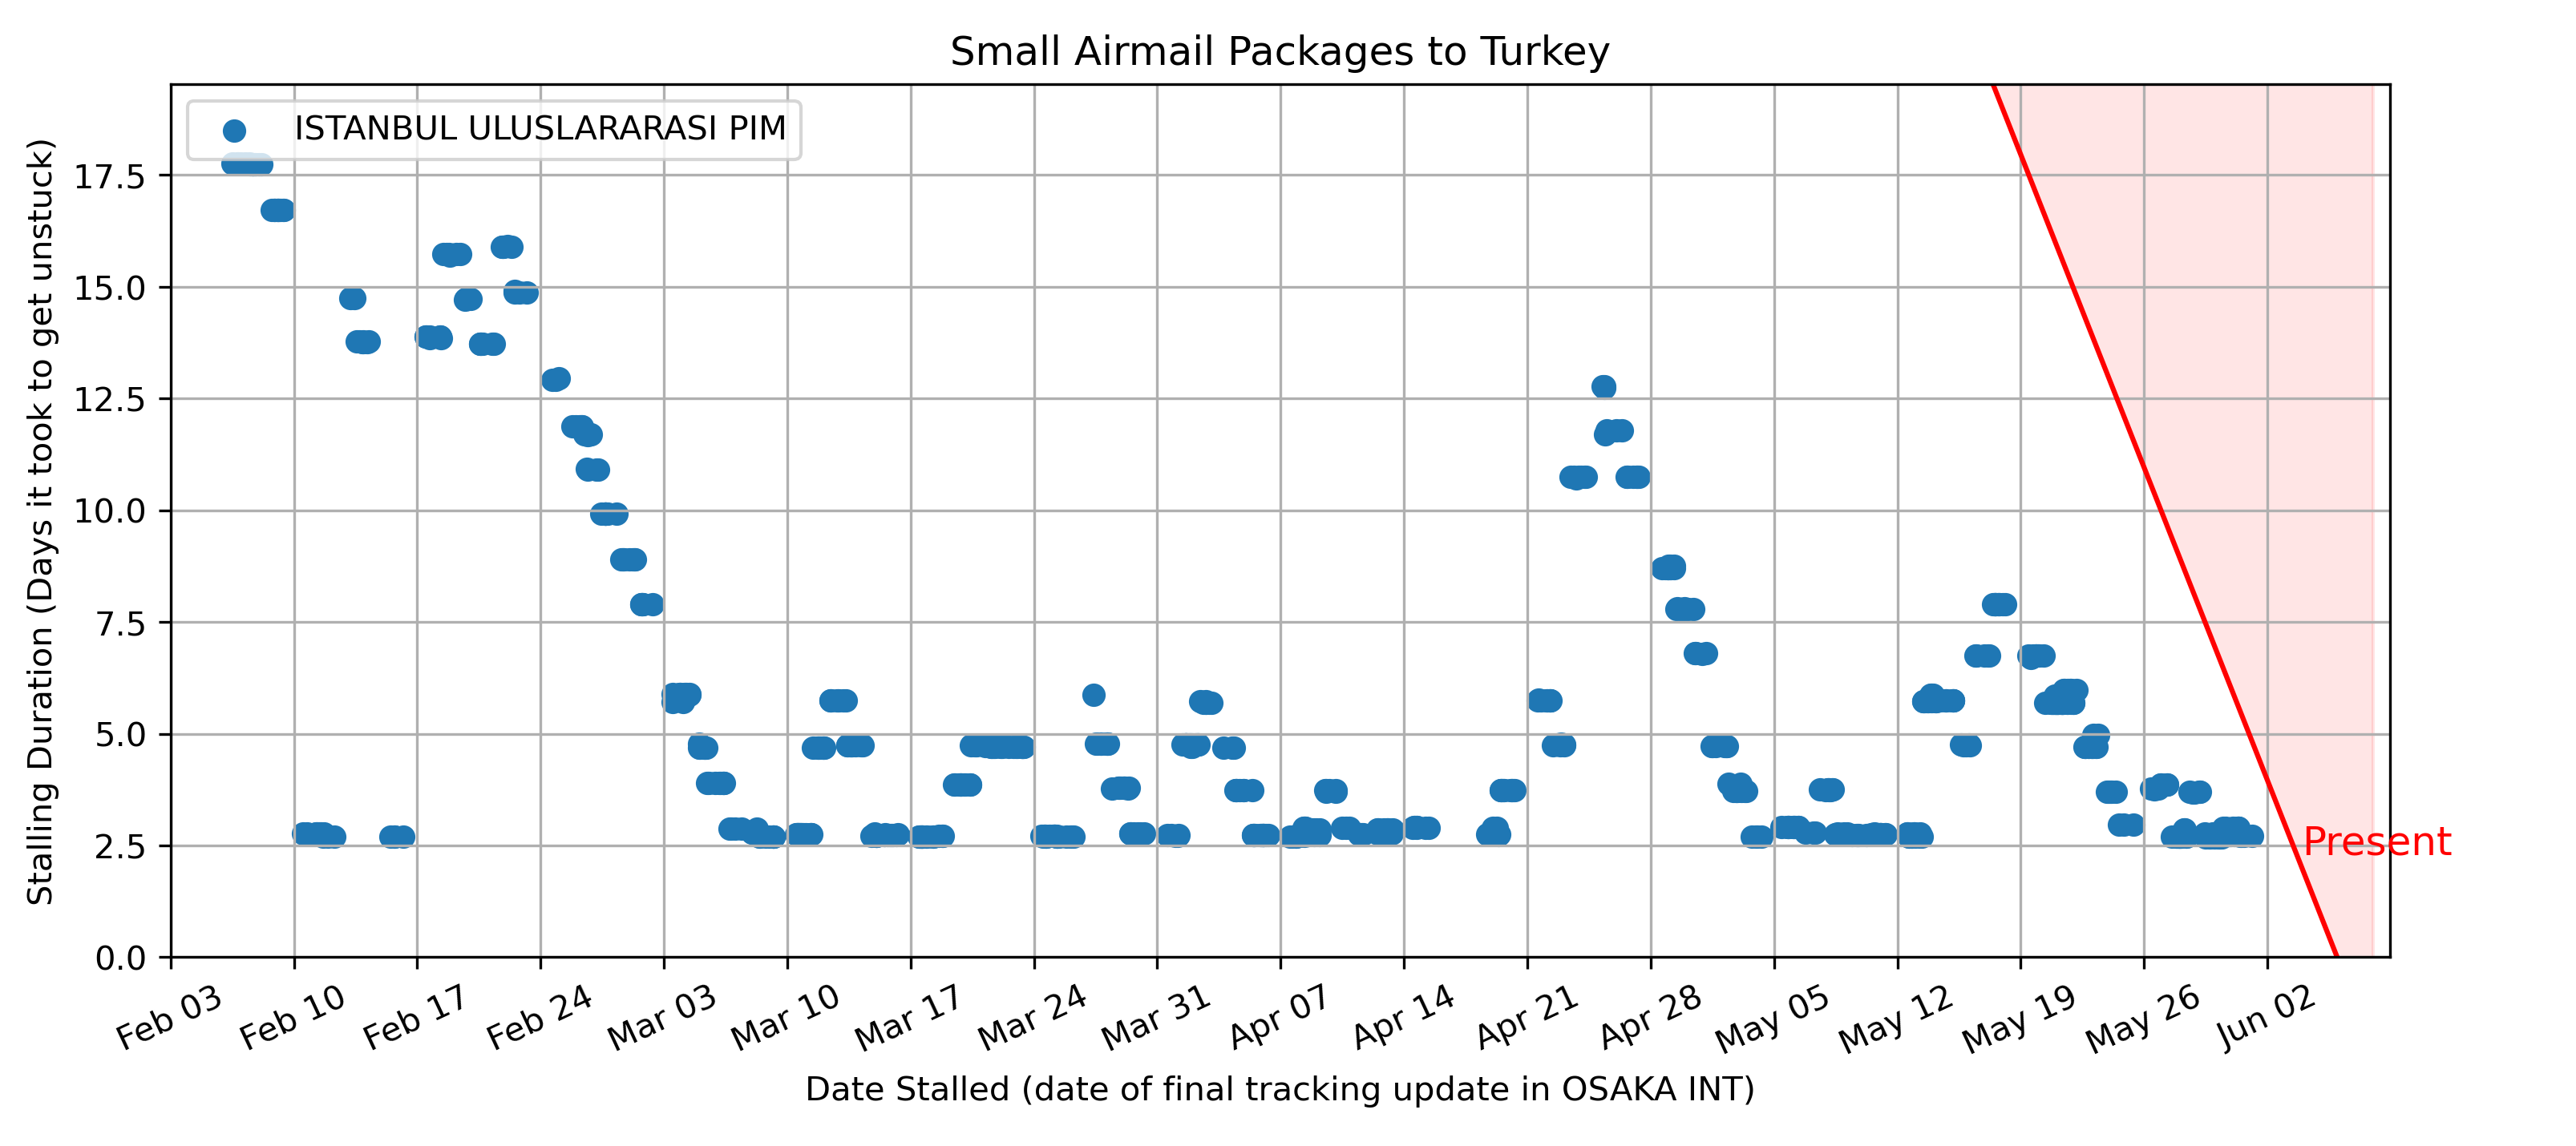 Small Airmail Packages to Turkey
ISTANBUL ULUSLARARASI PIM
Stalling Duration (Days it took to get unstuck)
17.5
15.0
12.5
10.0
7.5
5.0
2.5
0.0
Present
Feb 03
Feb 10
Feb 17
Feb 24
Mar 03
Mar 10
Mar 17
Mar 24
Mar 31
Apr 07
Apr 14
Apr 21
Apr 28
May 05
May 12
May 19
May 26
Jun 02
Date Stalled (date of final tracking update in OSAKA INT)